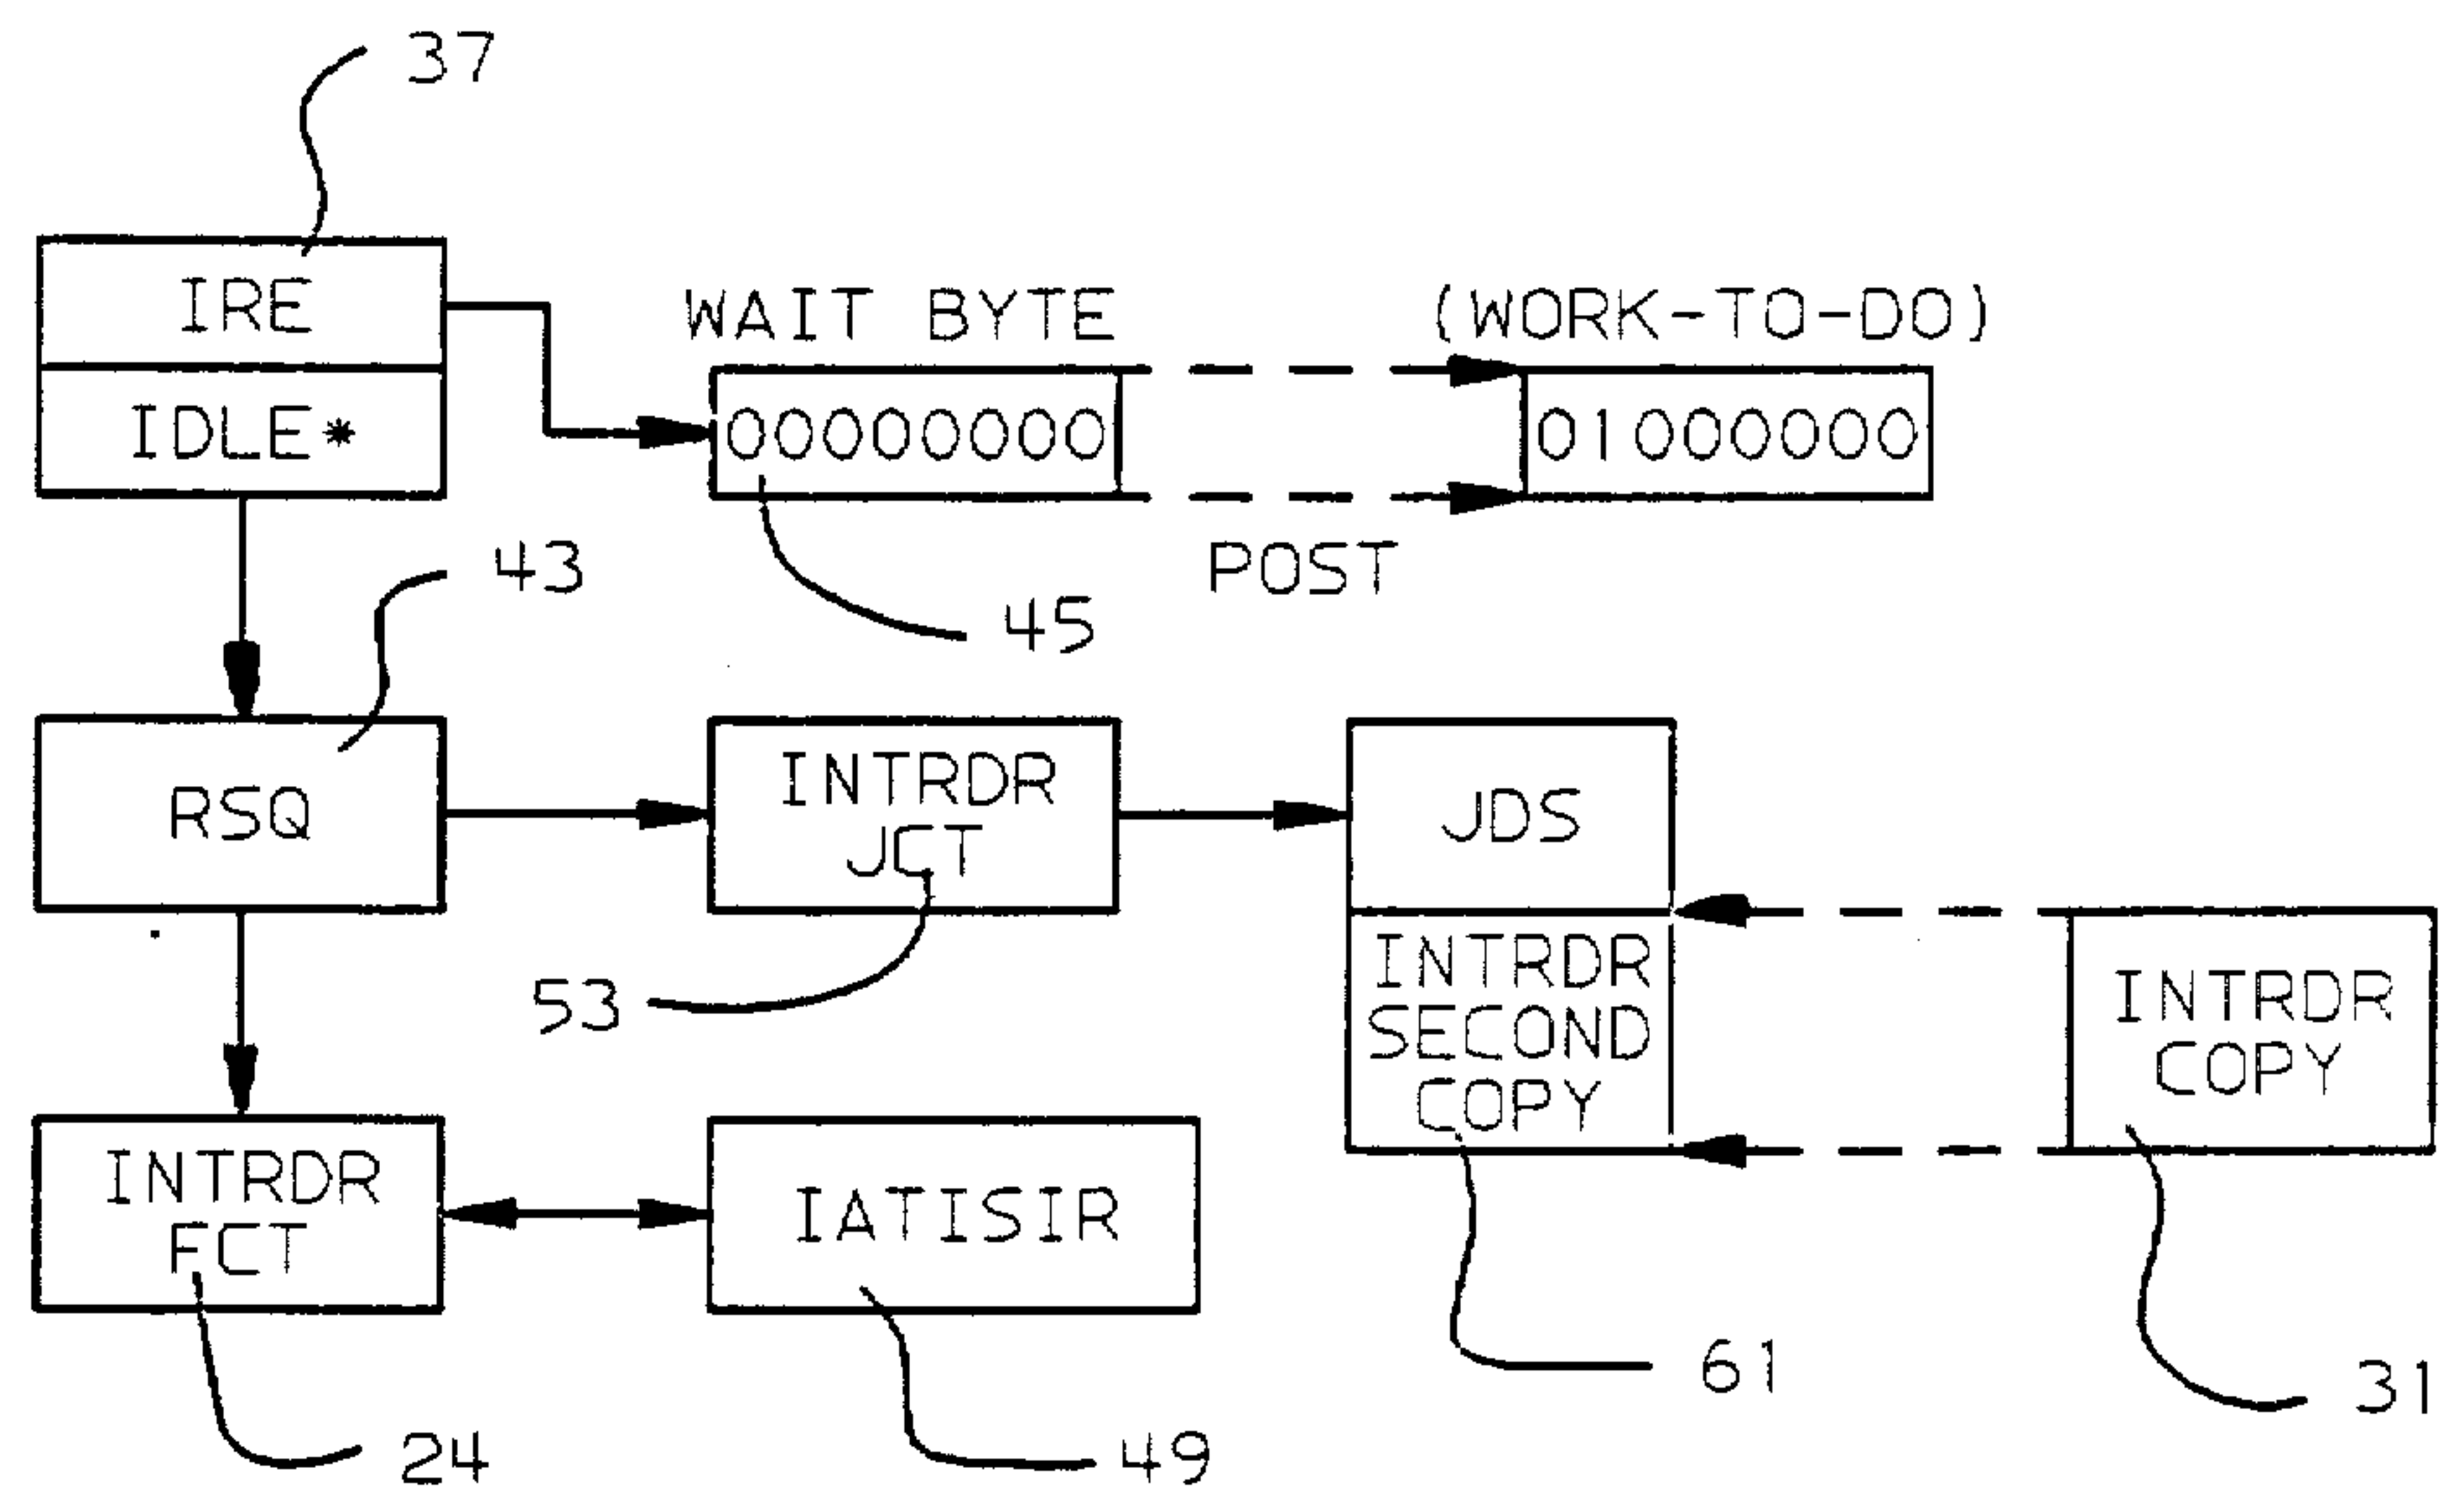 37
IRE
IDLE*
WAIT BYTE
(WORK-TO-DO)
00000000
01000000
POST
43
45
RSQ
INTRDR
JCT
JDS
53
INTRDR
SECOND
COPY
INTRDR
COPY
INTRDR
FCT
IATISIR
61
31
24
49